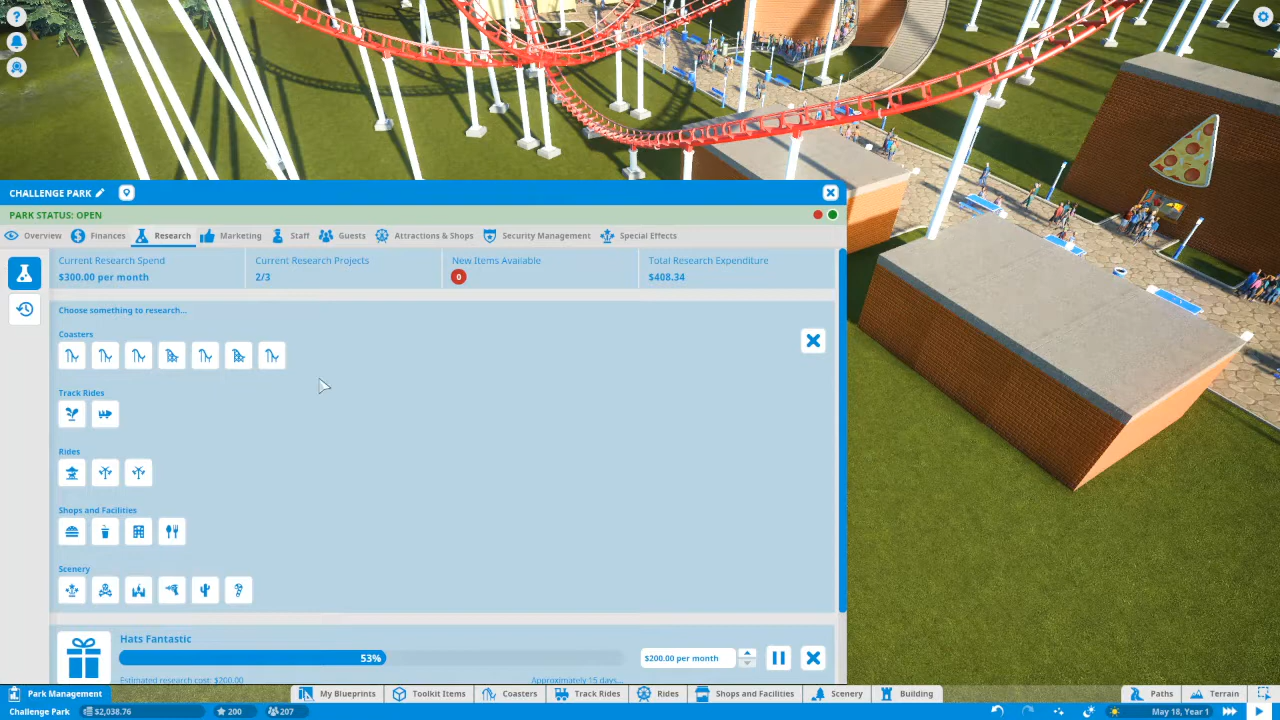 CHALLENGE PARK
PARK STATUS: OPEN
Overview Finances Research Marketing Staff Guests Attractions & Shops Security Management Special Effects
Current Research Spend Current Research Projects New Items Available Total Research Expenditure
$300.00 per month 2/3 0 $408.34
Choose something to research...
Coasters
Track Rides
Rides
Shops and Facilities
Scenery
Hats Fantastic
53% $200.00 per month
Estimated research cost: $200.00 Approximately 15 days...
Park Management My Blueprints Toolkit Items Coasters Track Rides Rides Shops and Facilities Scenery Building Paths Terrain
Challenge Park $2,038.76 200 207 May 18, Year 1